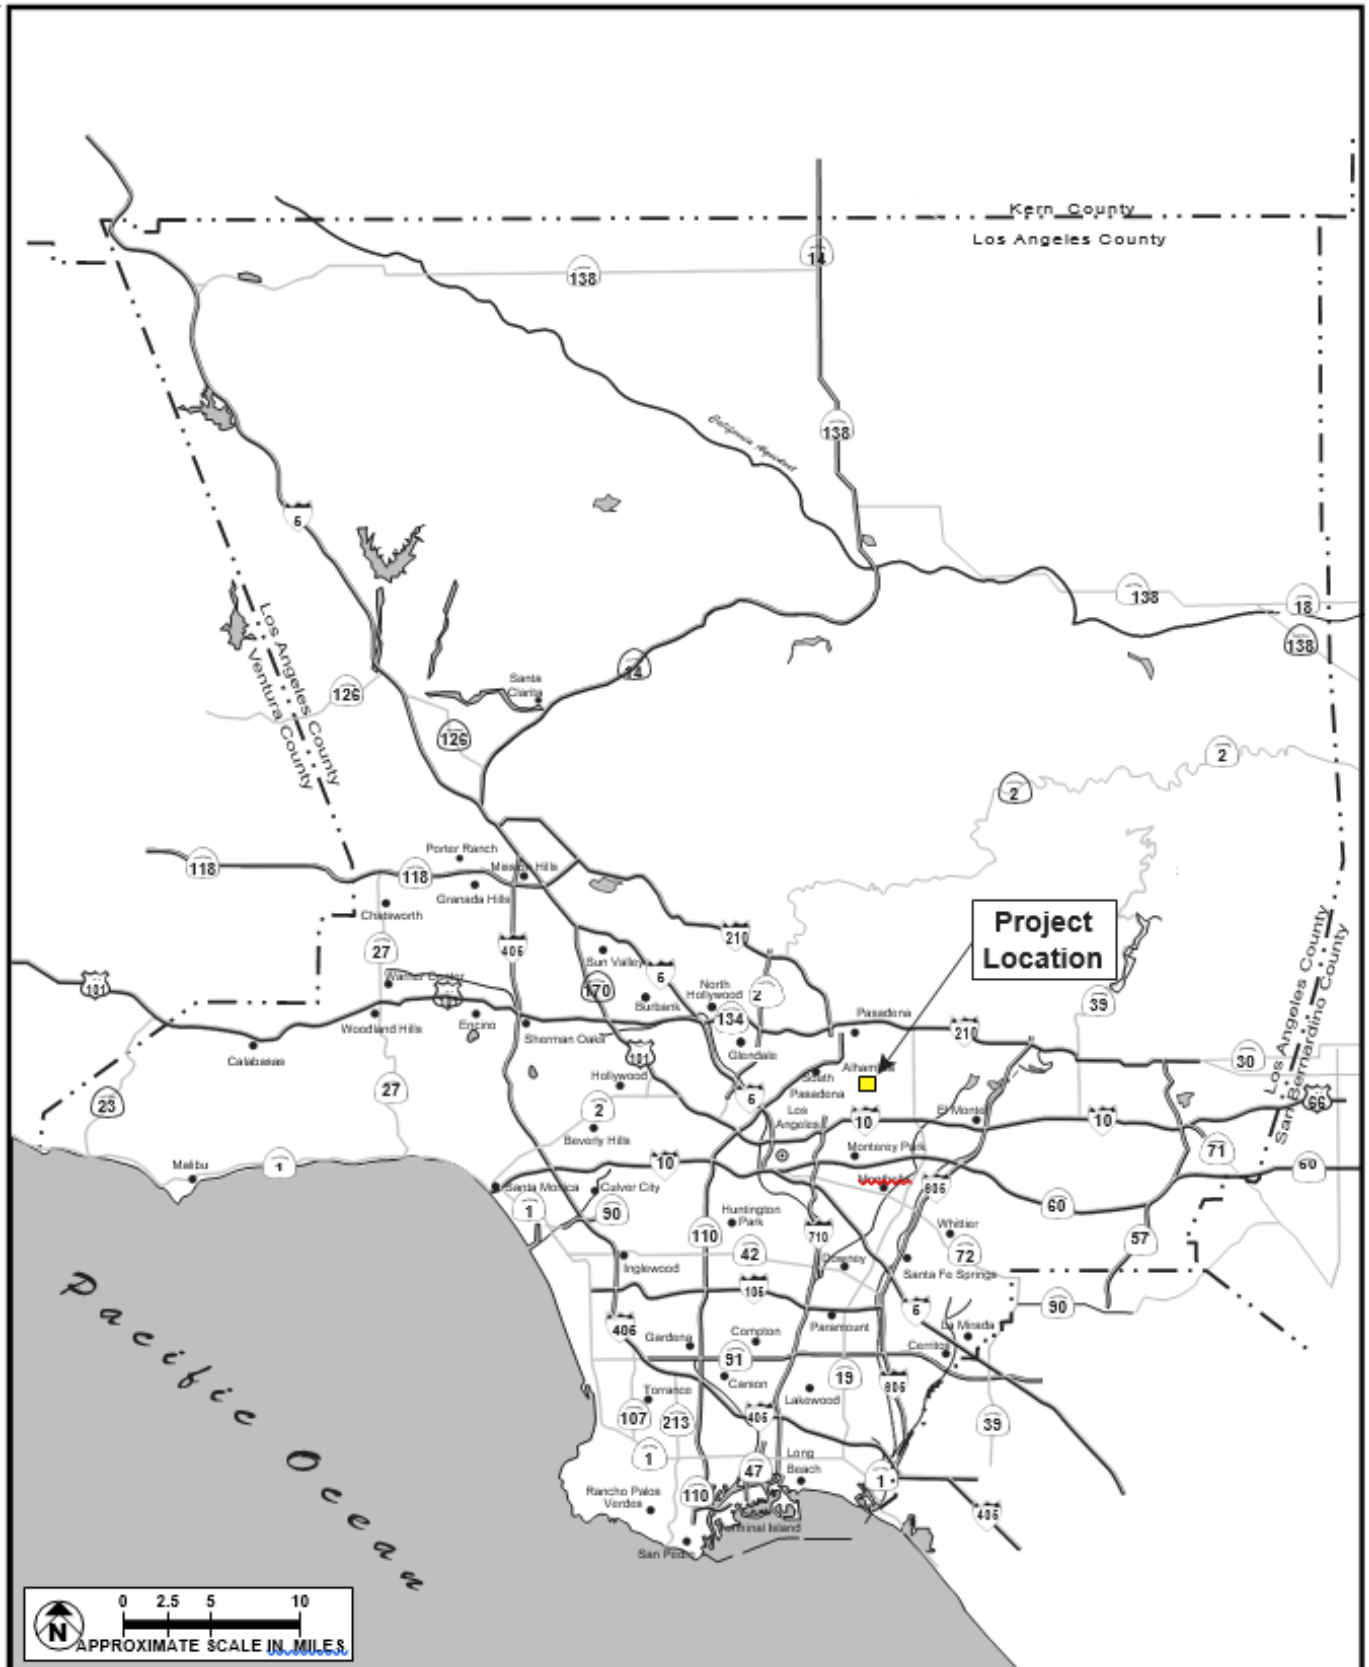 Kern County
Los Angeles County
14
138
California Aqueduct
138
5
138
18
138
Los Angeles County
Ventura County
14
Santa
Clarita
126
126
2
2
Porter Ranch
118
118
Mission Hills
Granada Hills
Chatsworth
Project
Location
210
405
27
Sun Valley
5
Warner Center
170
North
Hollywood
2
101
Burbank
39
Los Angeles County
San Bernardino County
134
Pasadena
210
Woodland Hills
Encino
Sherman Oaks
101
Glendale
Calabasas
30
Hollywood
South
Pasadena
Alhambra
27
5
23
2
Los
Angeles
10
El Monte
10
66
Beverly Hills
Monterey Park
71
Malibu
1
10
60
Santa Monica
Culver City
605
1
90
Huntington
Park
60
110
710
Whittier
57
42
72
Inglewood
Downey
Santa Fe Springs
105
90
5
405
Paramount
La Mirada
Gardena
Compton
Cerritos
91
Carson
19
605
Torrance
Lakewood
107
213
405
39
1
Long
Beach
47
1
Rancho Palos
Verdes
110
405
Terminal Island
San Pedro
Pacific Ocean
0 2.5 5 10
N
APPROXIMATE SCALE IN MILES